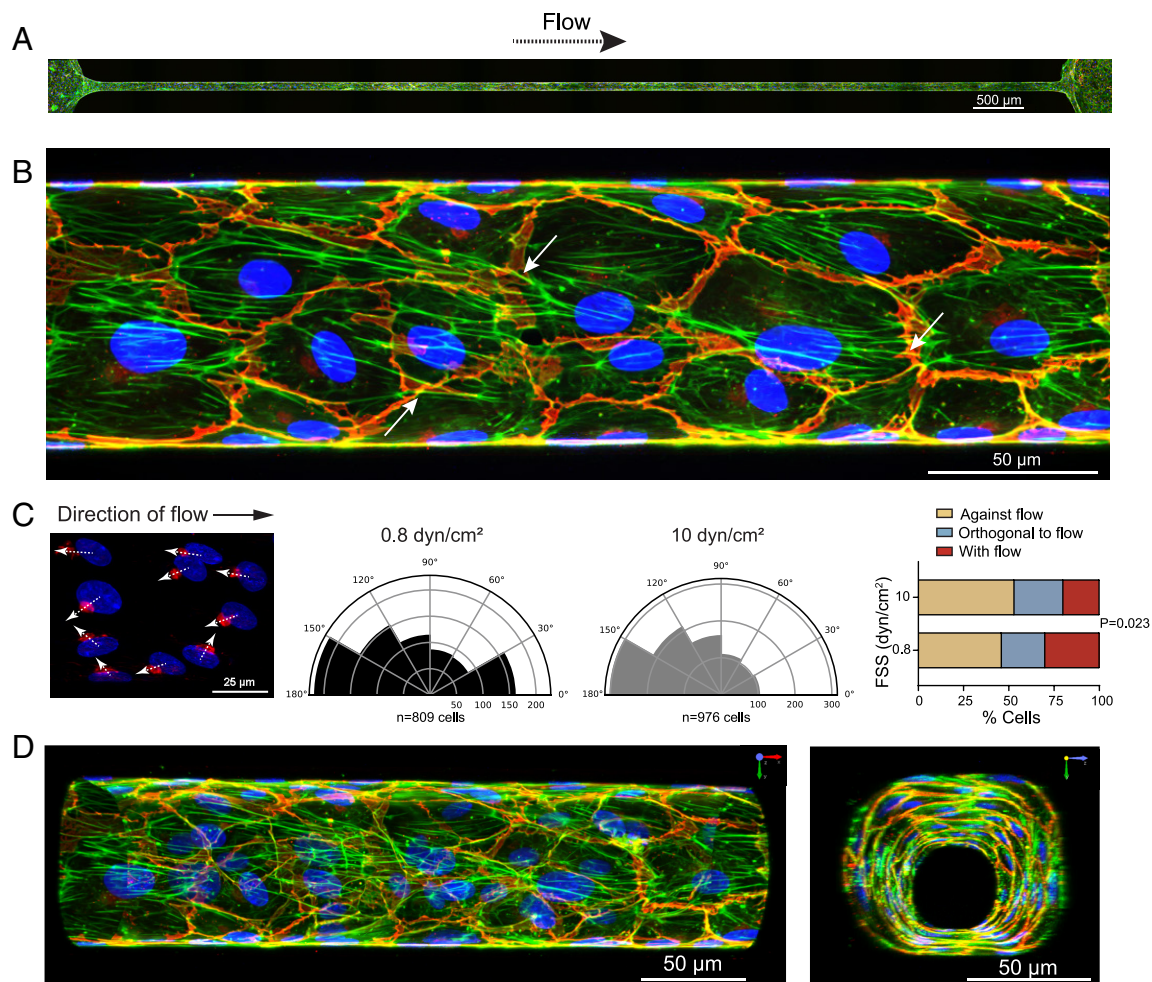 A
Flow
500 µm
B
50 µm
C
Direction of flow
25 µm
0.8 dyn/cm²
90°
120°
60°
150°
30°
180°
0°
50 100 150 200
n=809 cells
10 dyn/cm²
90°
120°
60°
150°
30°
180°
0°
100 200 300
n=976 cells
Against flow
Orthogonal to flow
With flow
FSS (dyn/cm²)
10
0.8
P=0.023
0 25 50 75 100
% Cells
D
50 µm
50 µm